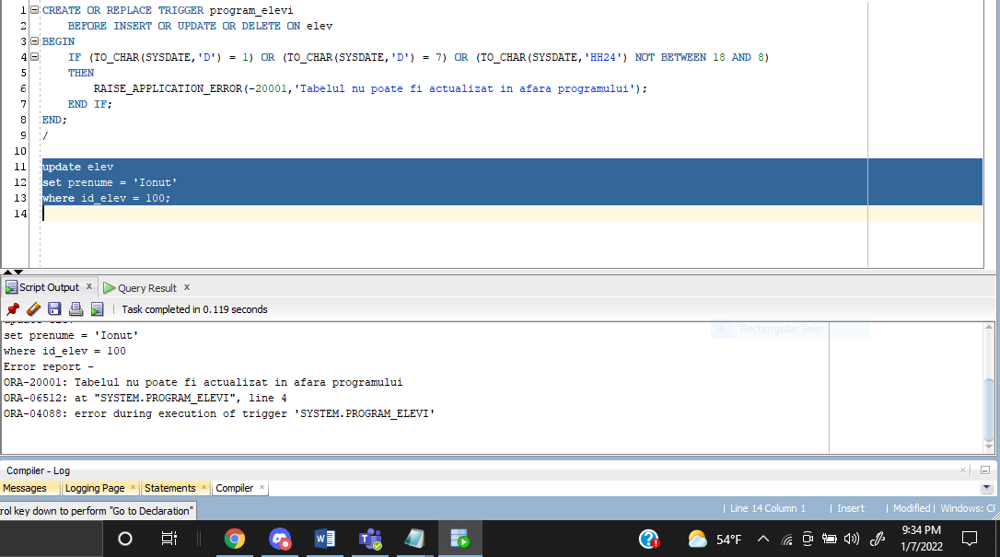 1 CREATE OR REPLACE TRIGGER program_elevi
2 BEFORE INSERT OR UPDATE OR DELETE ON elev
3 BEGIN
4 IF (TO_CHAR(SYSDATE,'D') = 1) OR (TO_CHAR(SYSDATE,'D') = 7) OR (TO_CHAR(SYSDATE,'HH24') NOT BETWEEN 18 AND 8)
5 THEN
6 RAISE_APPLICATION_ERROR(-20001,'Tabelul nu poate fi actualizat in afara programului');
7 END IF;
8 END;
9 /
10
11 update elev
12 set prenume = 'Ionut'
13 where id_elev = 100;
14
Script Output x Query Result x
Task completed in 0.119 seconds
update elev
set prenume = 'Ionut'
Rectangular Snip
where id_elev = 100
Error report -
ORA-20001: Tabelul nu poate fi actualizat in afara programului
ORA-06512: at "SYSTEM.PROGRAM_ELEVI", line 4
ORA-04088: error during execution of trigger 'SYSTEM.PROGRAM_ELEVI'
Compiler - Log
Messages Logging Page x Statements x Compiler x
rol key down to perform "Go to Declaration"
| Line 14 Column 1 | Insert | Modified | Windows: CF
54°F
9:34 PM
1/7/2022